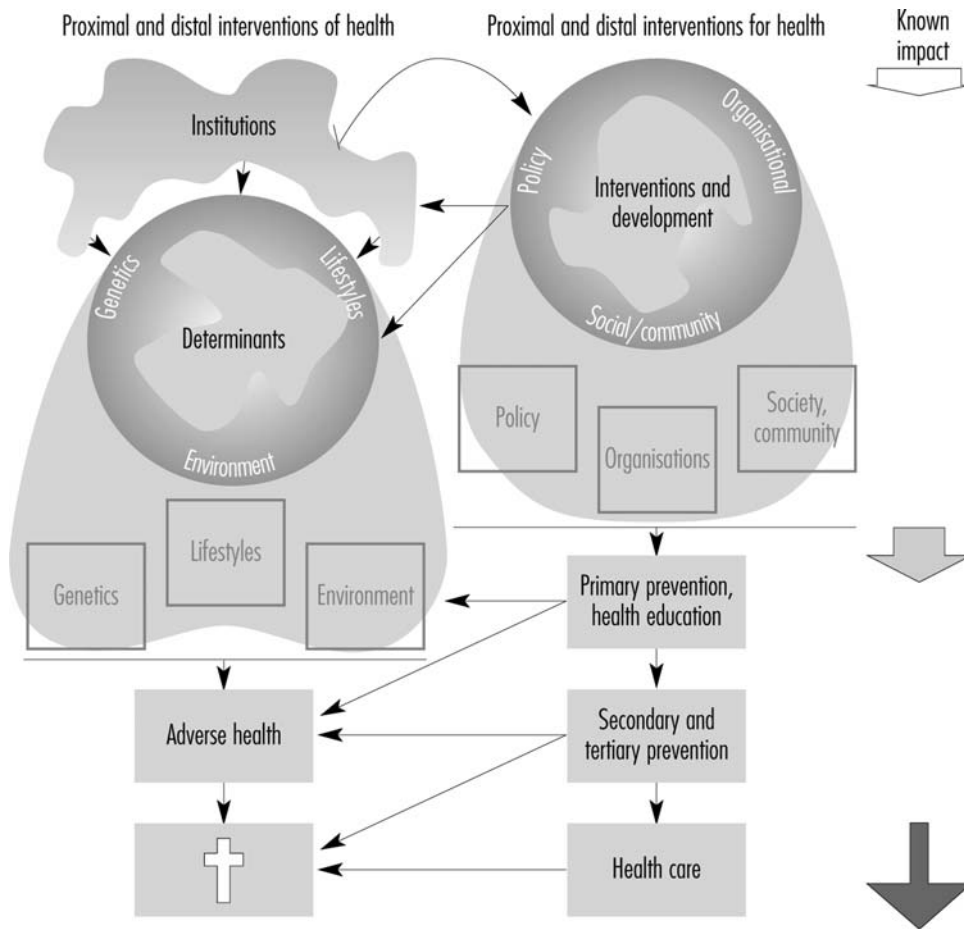 Proximal and distal interventions of health
Proximal and distal interventions for health
Known
impact
Institutions
Policy
Organisational
Interventions and
development
Social/community
Genetics
Lifestyles
Determinants
Environment
Policy
Organisations
Society,
community
Genetics
Lifestyles
Environment
Primary prevention,
health education
Adverse health
Secondary and
tertiary prevention
Health care